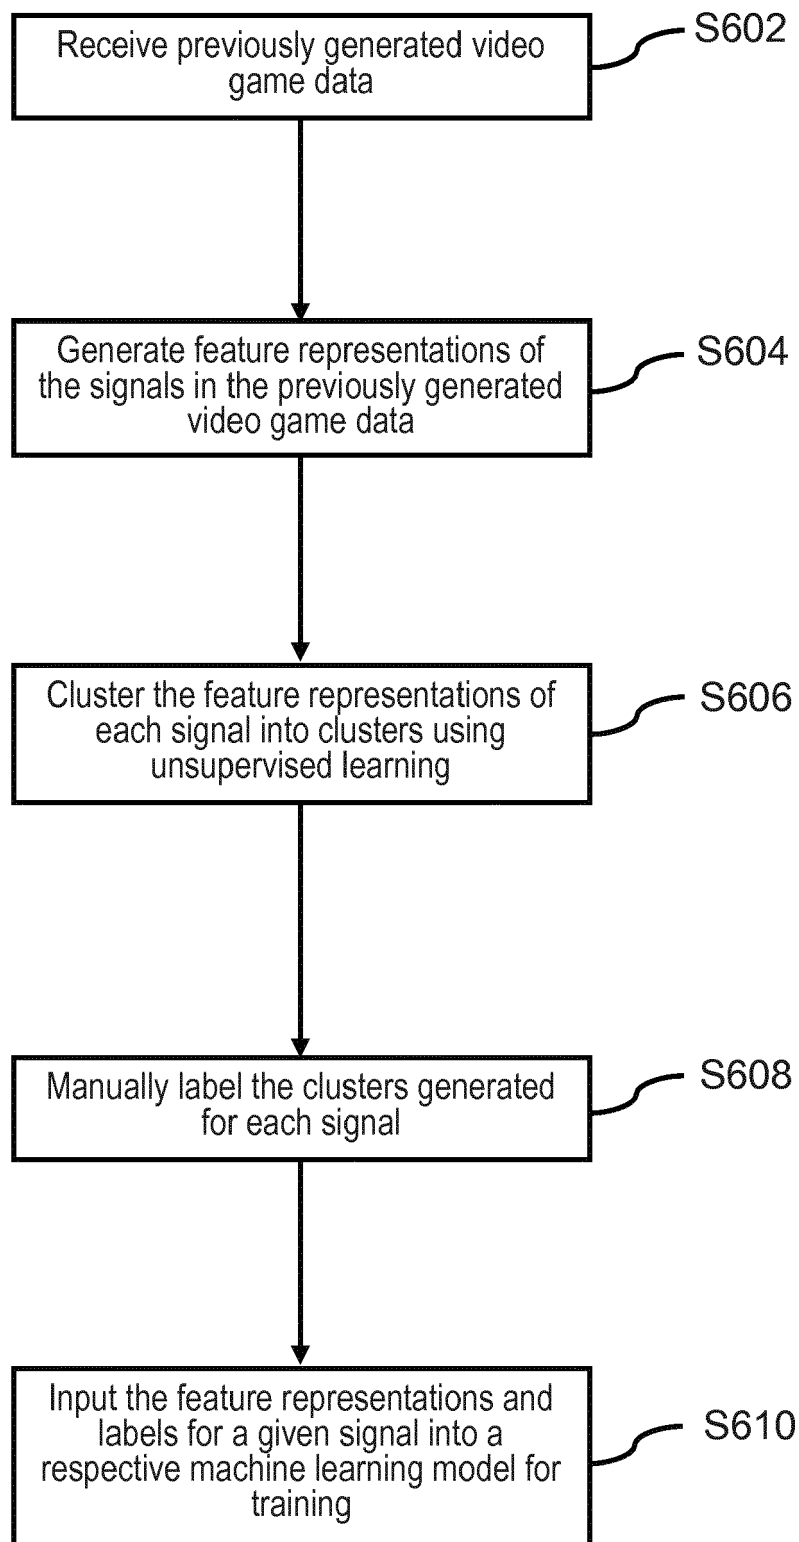 Receive previously generated video
game data
S602
Generate feature representations of
the signals in the previously generated
video game data
S604
Cluster the feature representations of
each signal into clusters using
unsupervised learning
S606
Manually label the clusters generated
for each signal
S608
Input the feature representations and
labels for a given signal into a
respective machine learning model for
training
S610